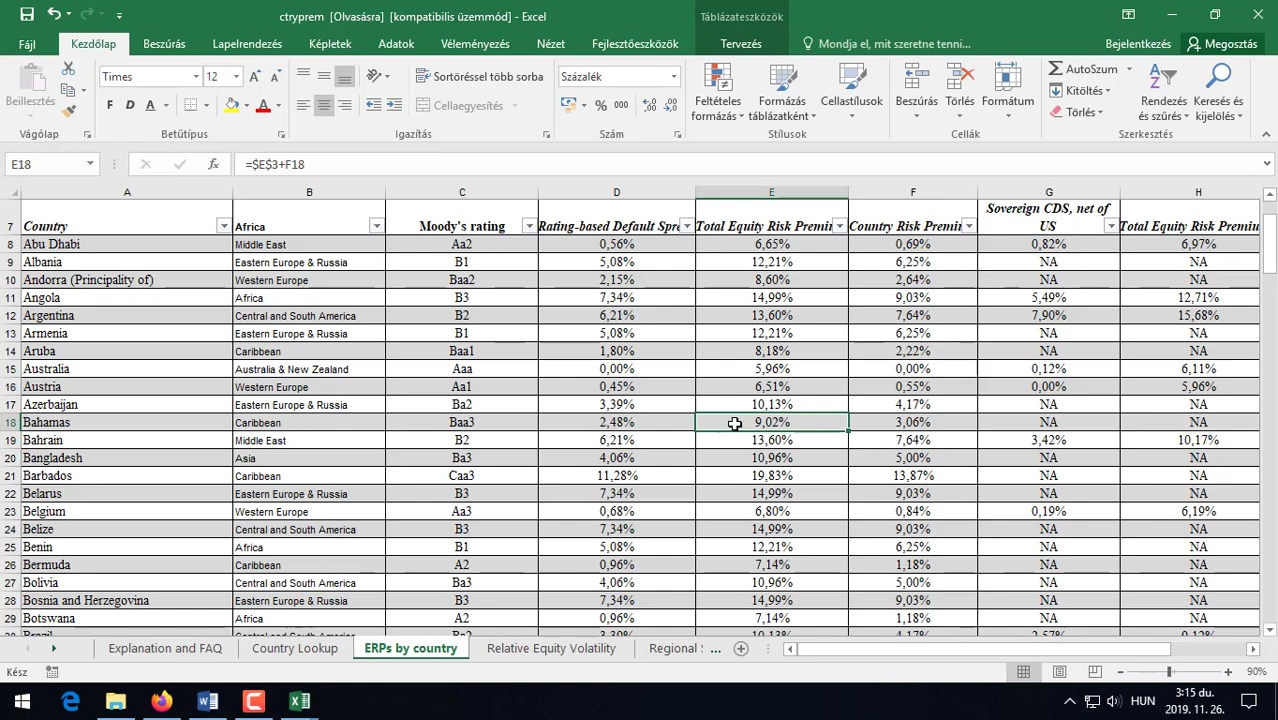 ctryprem [Olvasásra] [kompatibilis üzemmód] - Excel
Táblázateszközök
Fájl Kezdőlap Beszúrás Lapelrendezés Képletek Adatok Véleményezés Nézet Fejlesztőeszközök Tervezés Mondja el, mit szeretne tenni... Bejelentkezés Megosztás
Beillesztés
Times 12
F D A
Sortöréssel több sorba
Cellaegyesítés
Százalék
% 000
Feltételes formázás
Formázás táblázatként
Cellastílusok
Beszúrás Törlés Formátum
AutoSzum
Kitöltés
Törlés
Rendezés és szűrés
Keresés és kijelölés
Vágólap Betűtípus Igazítás Szám Stílusok Cellák Szerkesztés
E18 fx =$E$3+F18
A B C D E F G H
7 Country Africa Moody's rating Rating-based Default Spre Total Equity Risk Premiu Country Risk Premiu Sovereign CDS, net of US Total Equity Risk Premiu
8 Abu Dhabi Middle East Aa2 0,56% 6,65% 0,69% 0,82% 6,97%
9 Albania Eastern Europe & Russia B1 5,08% 12,21% 6,25% NA NA
10 Andorra (Principality of) Western Europe Baa2 2,15% 8,60% 2,64% NA NA
11 Angola Africa B3 7,34% 14,99% 9,03% 5,49% 12,71%
12 Argentina Central and South America B2 6,21% 13,60% 7,64% 7,90% 15,68%
13 Armenia Eastern Europe & Russia B1 5,08% 12,21% 6,25% NA NA
14 Aruba Caribbean Baa1 1,80% 8,18% 2,22% NA NA
15 Australia Australia & New Zealand Aaa 0,00% 5,96% 0,00% 0,12% 6,11%
16 Austria Western Europe Aa1 0,45% 6,51% 0,55% 0,00% 5,96%
17 Azerbaijan Eastern Europe & Russia Ba2 3,39% 10,13% 4,17% NA NA
18 Bahamas Caribbean Baa3 2,48% 9,02% 3,06% NA NA
19 Bahrain Middle East B2 6,21% 13,60% 7,64% 3,42% 10,17%
20 Bangladesh Asia Ba3 4,06% 10,96% 5,00% NA NA
21 Barbados Caribbean Caa3 11,28% 19,83% 13,87% NA NA
22 Belarus Eastern Europe & Russia B3 7,34% 14,99% 9,03% NA NA
23 Belgium Western Europe Aa3 0,68% 6,80% 0,84% 0,19% 6,19%
24 Belize Central and South America B3 7,34% 14,99% 9,03% NA NA
25 Benin Africa B1 5,08% 12,21% 6,25% NA NA
26 Bermuda Caribbean A2 0,96% 7,14% 1,18% NA NA
27 Bolivia Central and South America Ba3 4,06% 10,96% 5,00% NA NA
28 Bosnia and Herzegovina Eastern Europe & Russia B3 7,34% 14,99% 9,03% NA NA
29 Botswana Africa A2 0,96% 7,14% 1,18% NA NA
30 Brazil Central and South America Ba2 3,39% 10,13% 4,17% 2,57% 9,12%
Explanation and FAQ Country Lookup ERPs by country Relative Equity Volatility Regional S ...
Kész 90%
HUN 3:15 du.
2019. 11. 26.